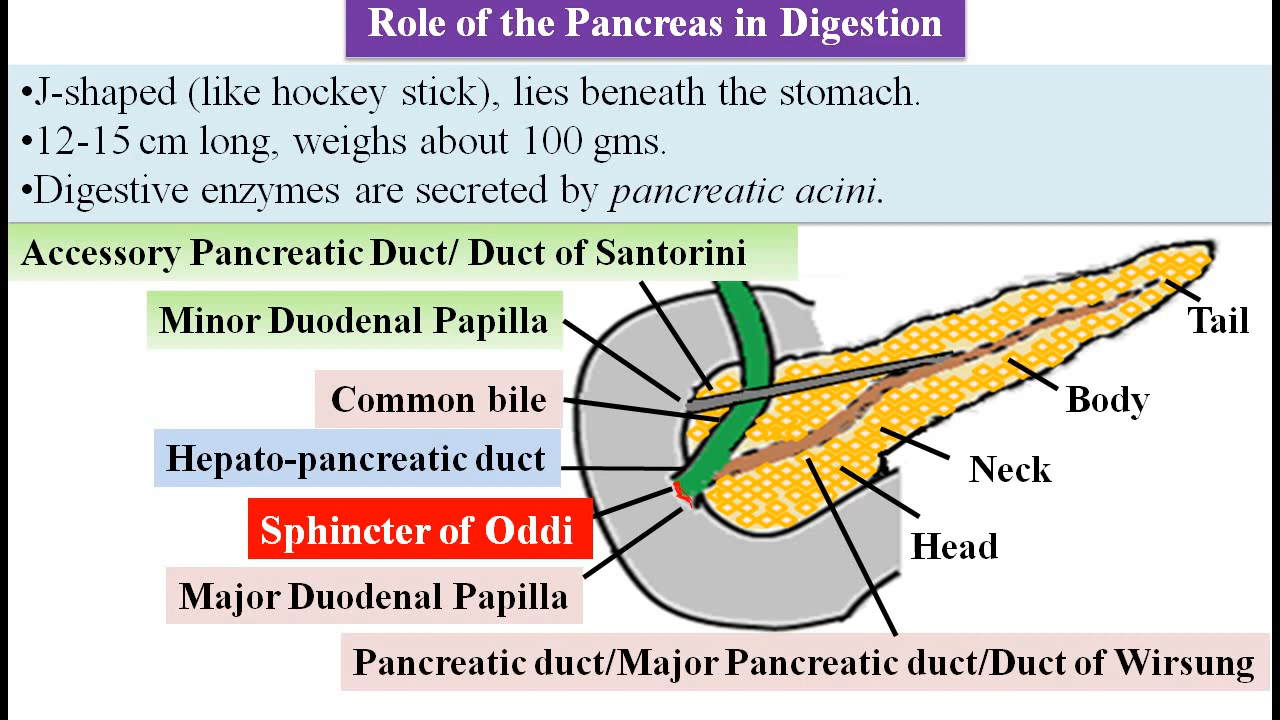 Role of the Pancreas in Digestion
•J-shaped (like hockey stick), lies beneath the stomach.
•12-15 cm long, weighs about 100 gms.
•Digestive enzymes are secreted by pancreatic acini.
Accessory Pancreatic Duct/ Duct of Santorini
Minor Duodenal Papilla
Tail
Common bile
Body
Hepato-pancreatic duct
Neck
Sphincter of Oddi
Head
Major Duodenal Papilla
Pancreatic duct/Major Pancreatic duct/Duct of Wirsung